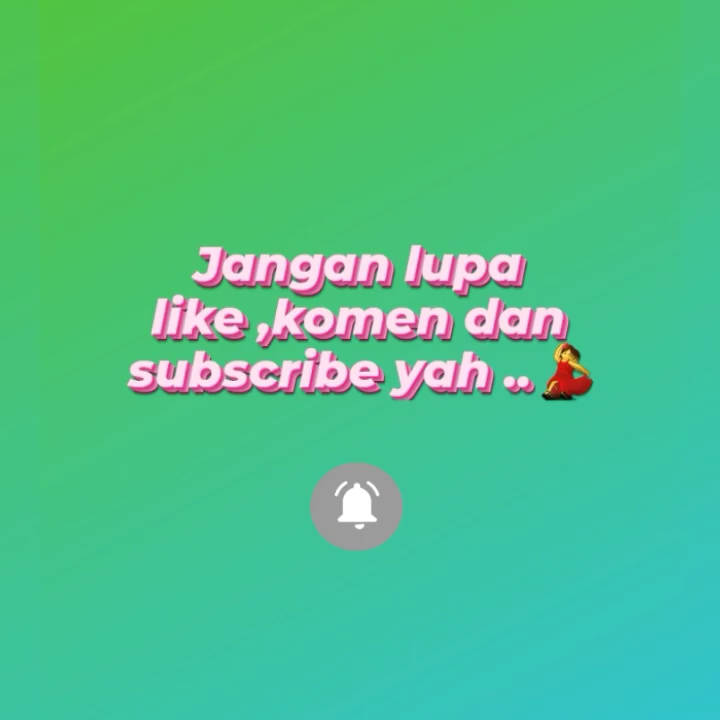 Jangan lupa
like ,komen dan
subscribe yah .. 💃